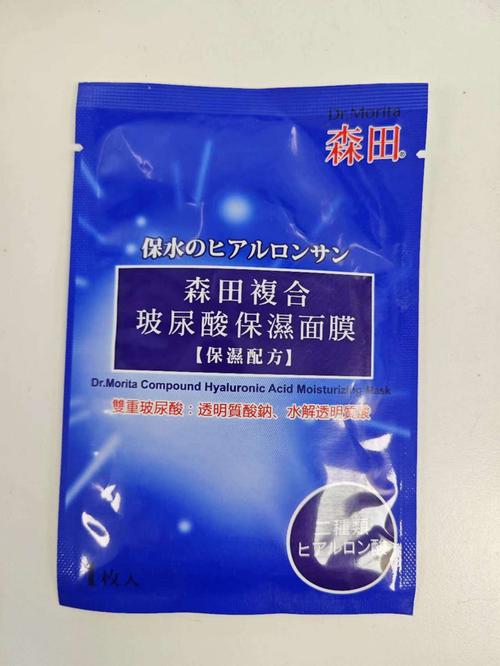 Dr.Morita
森田®
保水のヒアルロンサン
森田複合
玻尿酸保濕面膜
【保濕配方】
Dr.Morita Compound Hyaluronic Acid Moisturizing Mask
雙重玻尿酸：透明質酸鈉、水解透明質酸
二種類
ヒアルロン酸
1枚入